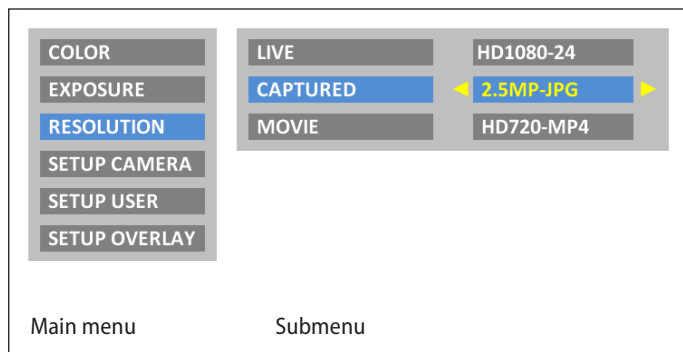 COLOR
EXPOSURE
RESOLUTION
SETUP CAMERA
SETUP USER
SETUP OVERLAY
LIVE HD1080-24
CAPTURED 2.5MP-JPG
MOVIE HD720-MP4
Main menu Submenu